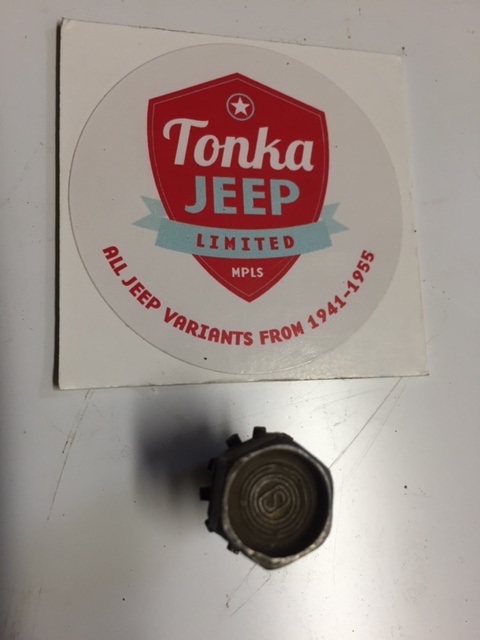 Tonka
JEEP
LIMITED
MPLS
ALL JEEP VARIANTS FROM 1941-1955
S